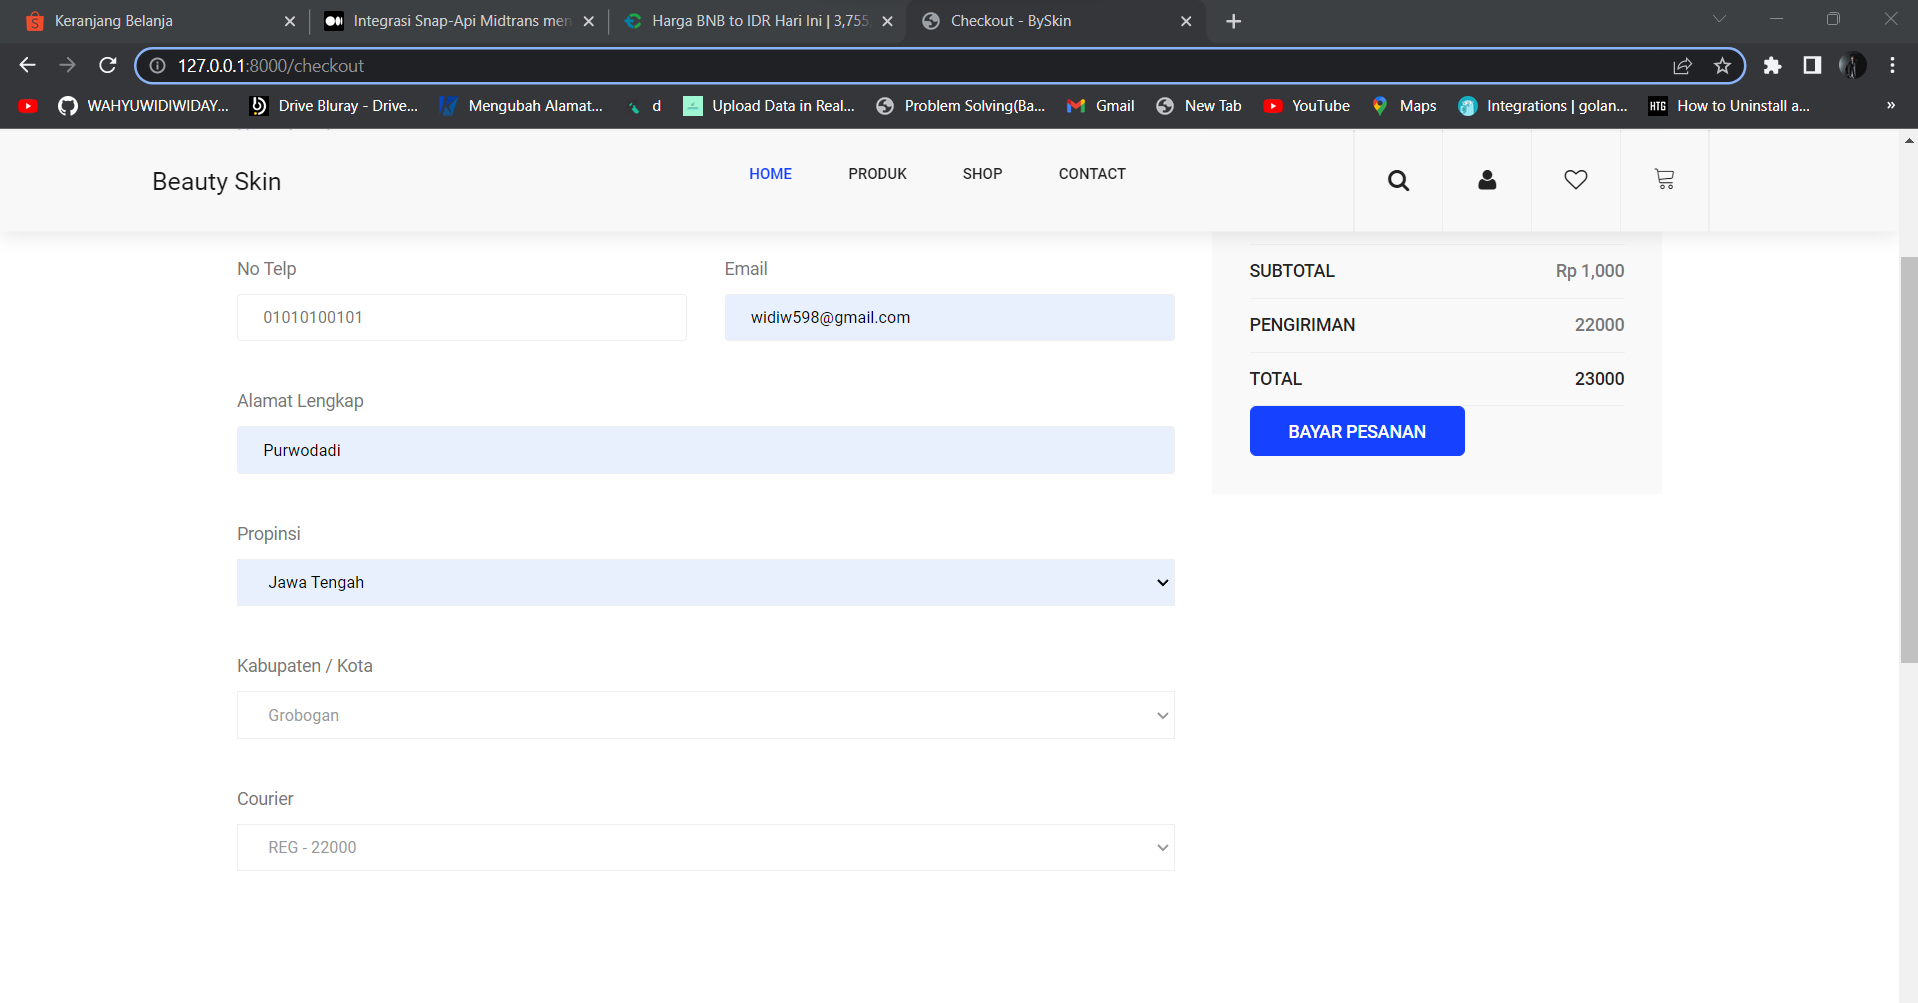 Keranjang Belanja
Integrasi Snap-Api Midtrans men
Harga BNB to IDR Hari Ini | 3,755
Checkout - BySkin
127.0.0.1:8000/checkout
WAHYUWIDIWIDAY...
Drive Bluray - Drive...
Mengubah Alamat...
d
Upload Data in Real...
Problem Solving(Ba...
Gmail
New Tab
YouTube
Maps
Integrations | golan...
HTG
How to Uninstall a...
»
Beauty Skin
HOME
PRODUK
SHOP
CONTACT
No Telp
Email
01010100101
widiw598@gmail.com
Alamat Lengkap
Purwodadi
Propinsi
Jawa Tengah
Kabupaten / Kota
Grobogan
Courier
REG - 22000
SUBTOTAL Rp 1,000
PENGIRIMAN 22000
TOTAL 23000
BAYAR PESANAN